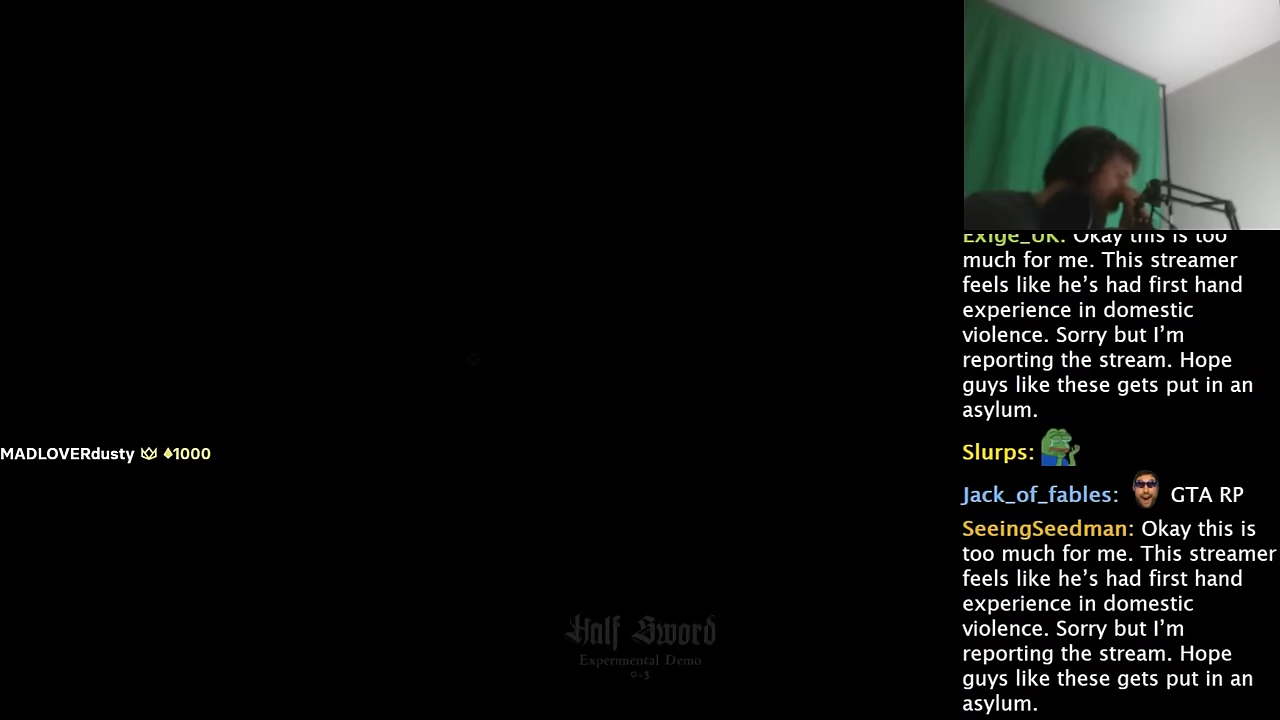 Exige_UK: Okay this is too
much for me. This streamer
feels like he's had first hand
experience in domestic
violence. Sorry but I'm
reporting the stream. Hope
guys like these gets put in an
asylum.
Slurps:
Jack_of_fables: GTA RP
SeeingSeedman: Okay this is
too much for me. This streamer
feels like he's had first hand
experience in domestic
violence. Sorry but I'm
reporting the stream. Hope
guys like these gets put in an
asylum.
MADLOVERdusty 1000
Half Sword
Experimental Demo
0.3